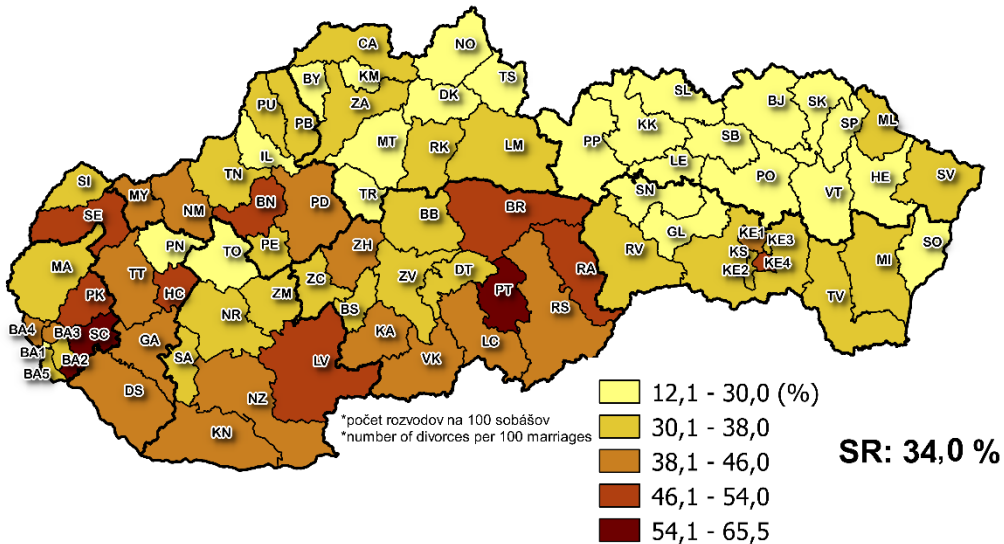 CA
NO
BY
KM
TS
PU
PB
ZA
DK
SL
BJ
SK
SP
ML
KK
SB
PP
MT
RK
LM
IL
TN
LE
PO
VT
HE
SV
SI
SE
MY
NM
BN
PD
TR
BB
BR
SN
GL
SO
PN
TO
PE
ZH
RV
KE1
KE3
KS
KE2
KE4
MA
TT
HC
ZC
ZV
DT
RA
MI
PK
NR
ZM
BS
PT
TV
BA4
BA3
SC
GA
BA1
BA2
BA5
SA
LV
KA
LC
RS
DS
NZ
VK
KN
*počet rozvodov na 100 sobášov
*number of divorces per 100 marriages
12,1 - 30,0 (%)
30,1 - 38,0
38,1 - 46,0
46,1 - 54,0
54,1 - 65,5
SR: 34,0 %